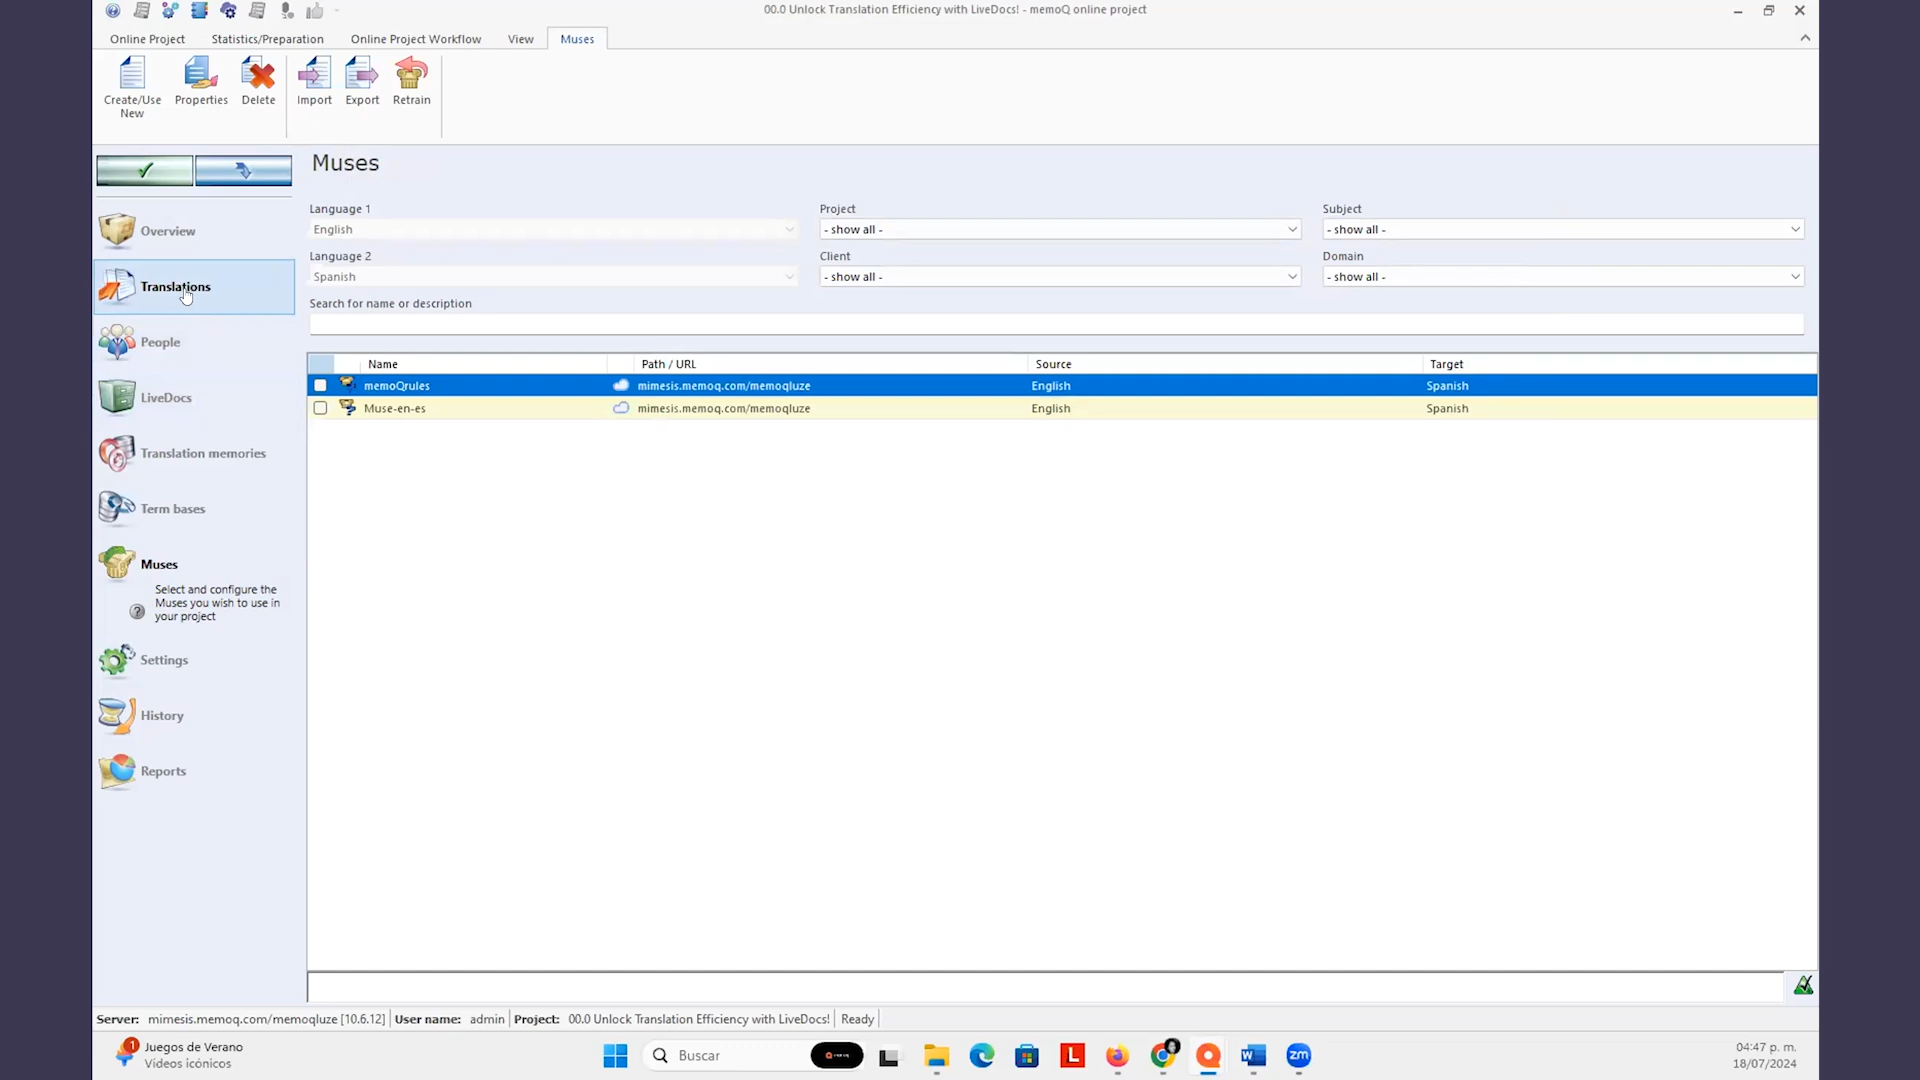 00.0 Unlock Translation Efficiency with LiveDocs! - memoQ online project
Online Project Statistics/Preparation Online Project Workflow View Muses
Create/Use New
Properties
Delete
Import
Export
Retrain
Muses
Language 1
English
Project
- show all -
Subject
- show all -
Language 2
Spanish
Client
- show all -
Domain
- show all -
Search for name or description
Name Path / URL Source Target
memoQrules mimesis.memoq.com/memoqluze English Spanish
Muse-en-es mimesis.memoq.com/memoqluze English Spanish
Overview
Translations
People
LiveDocs
Translation memories
Term bases
Muses
Select and configure the
Muses you wish to use in
your project
Settings
History
Reports
Server: mimesis.memoq.com/memoqluze [10.6.12] User name: admin Project: 00.0 Unlock Translation Efficiency with LiveDocs! Ready
1
Juegos de Verano
Vídeos icónicos
Buscar
L
W
zm
04:47 p. m.
18/07/2024